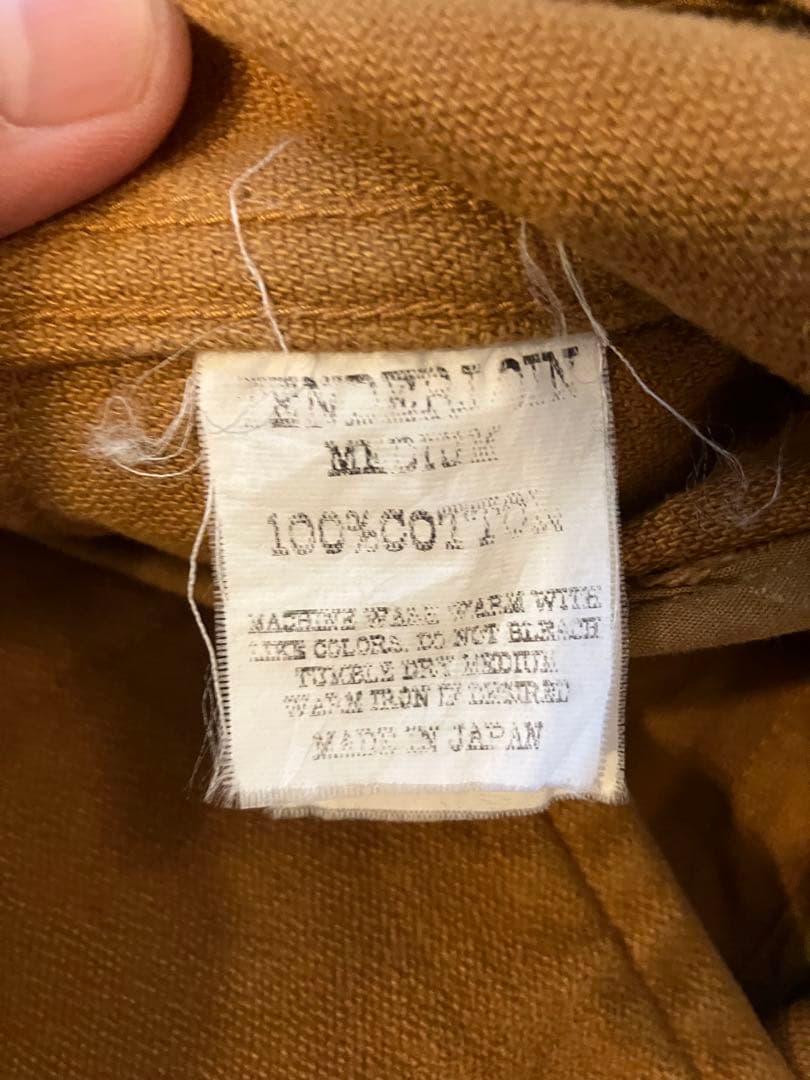 TENDERLOIN
MEDIUM
100%COTTON
MACHINE WASH WARM WITH
LIKE COLORS. DO NOT BLEACH
TUMBLE DRY MEDIUM
WARM IRON IF DESIRED
MADE IN JAPAN